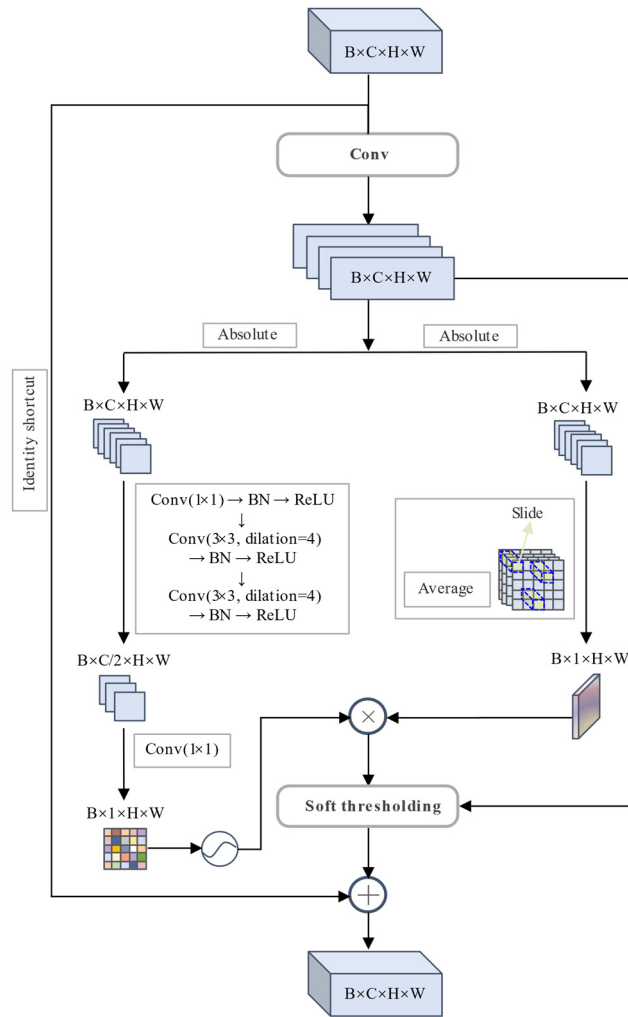 B×C×H×W
Conv
B×C×H×W
Absolute
Absolute
Identity shortcut
B×C×H×W
B×C×H×W
Conv(1×1) → BN → ReLU
↓
Conv(3×3, dilation=4)
→ BN → ReLU
↓
Conv(3×3, dilation=4)
→ BN → ReLU
Slide
Average
B×C/2×H×W
B×1×H×W
×
Conv(1×1)
B×1×H×W
Soft thresholding
+
B×C×H×W